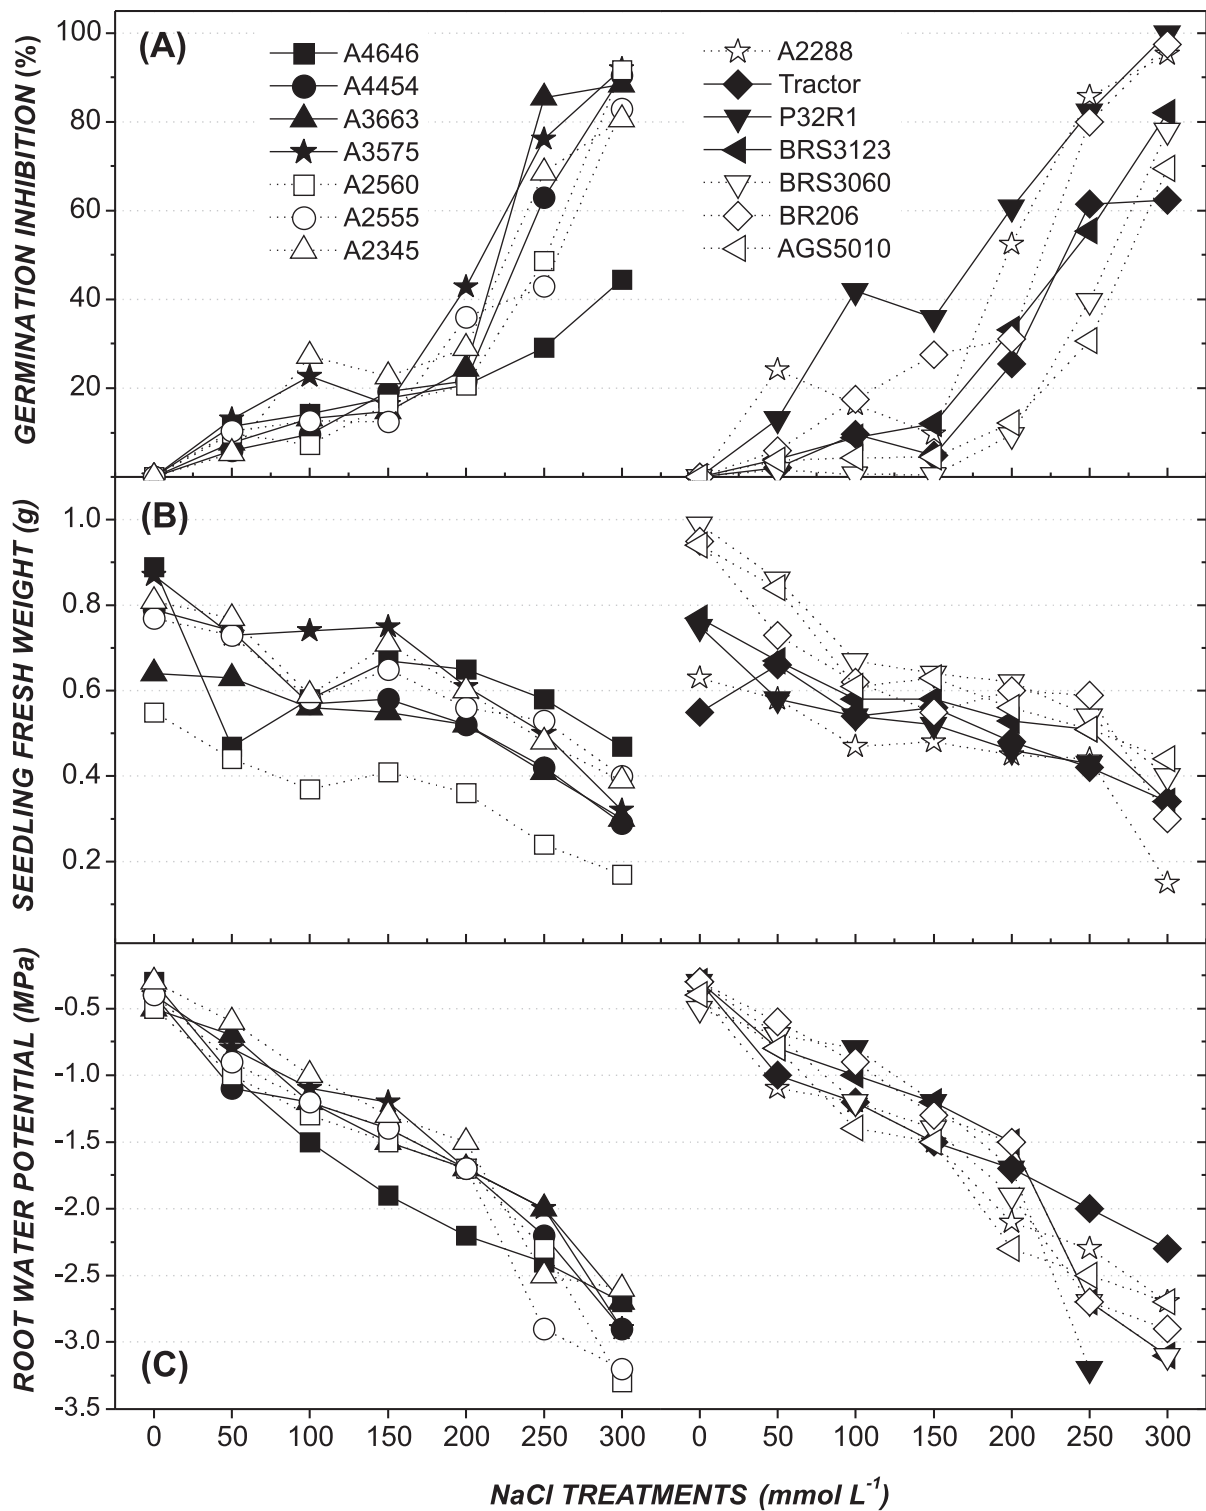 GERMINATION INHIBITION (%)
100
80
60
40
20
(A)
A4646
A4454
A3663
A3575
A2560
A2555
A2345
A2288
Tractor
P32R1
BRS3123
BRS3060
BR206
AGS5010
SEEDLING FRESH WEIGHT (g)
1.0
0.8
0.6
0.4
0.2
(B)
ROOT WATER POTENTIAL (MPa)
-0.5
-1.0
-1.5
-2.0
-2.5
-3.0
-3.5
(C)
0 50 100 150 200 250 300 0 50 100 150 200 250 300
NaCl TREATMENTS (mmol L⁻¹)